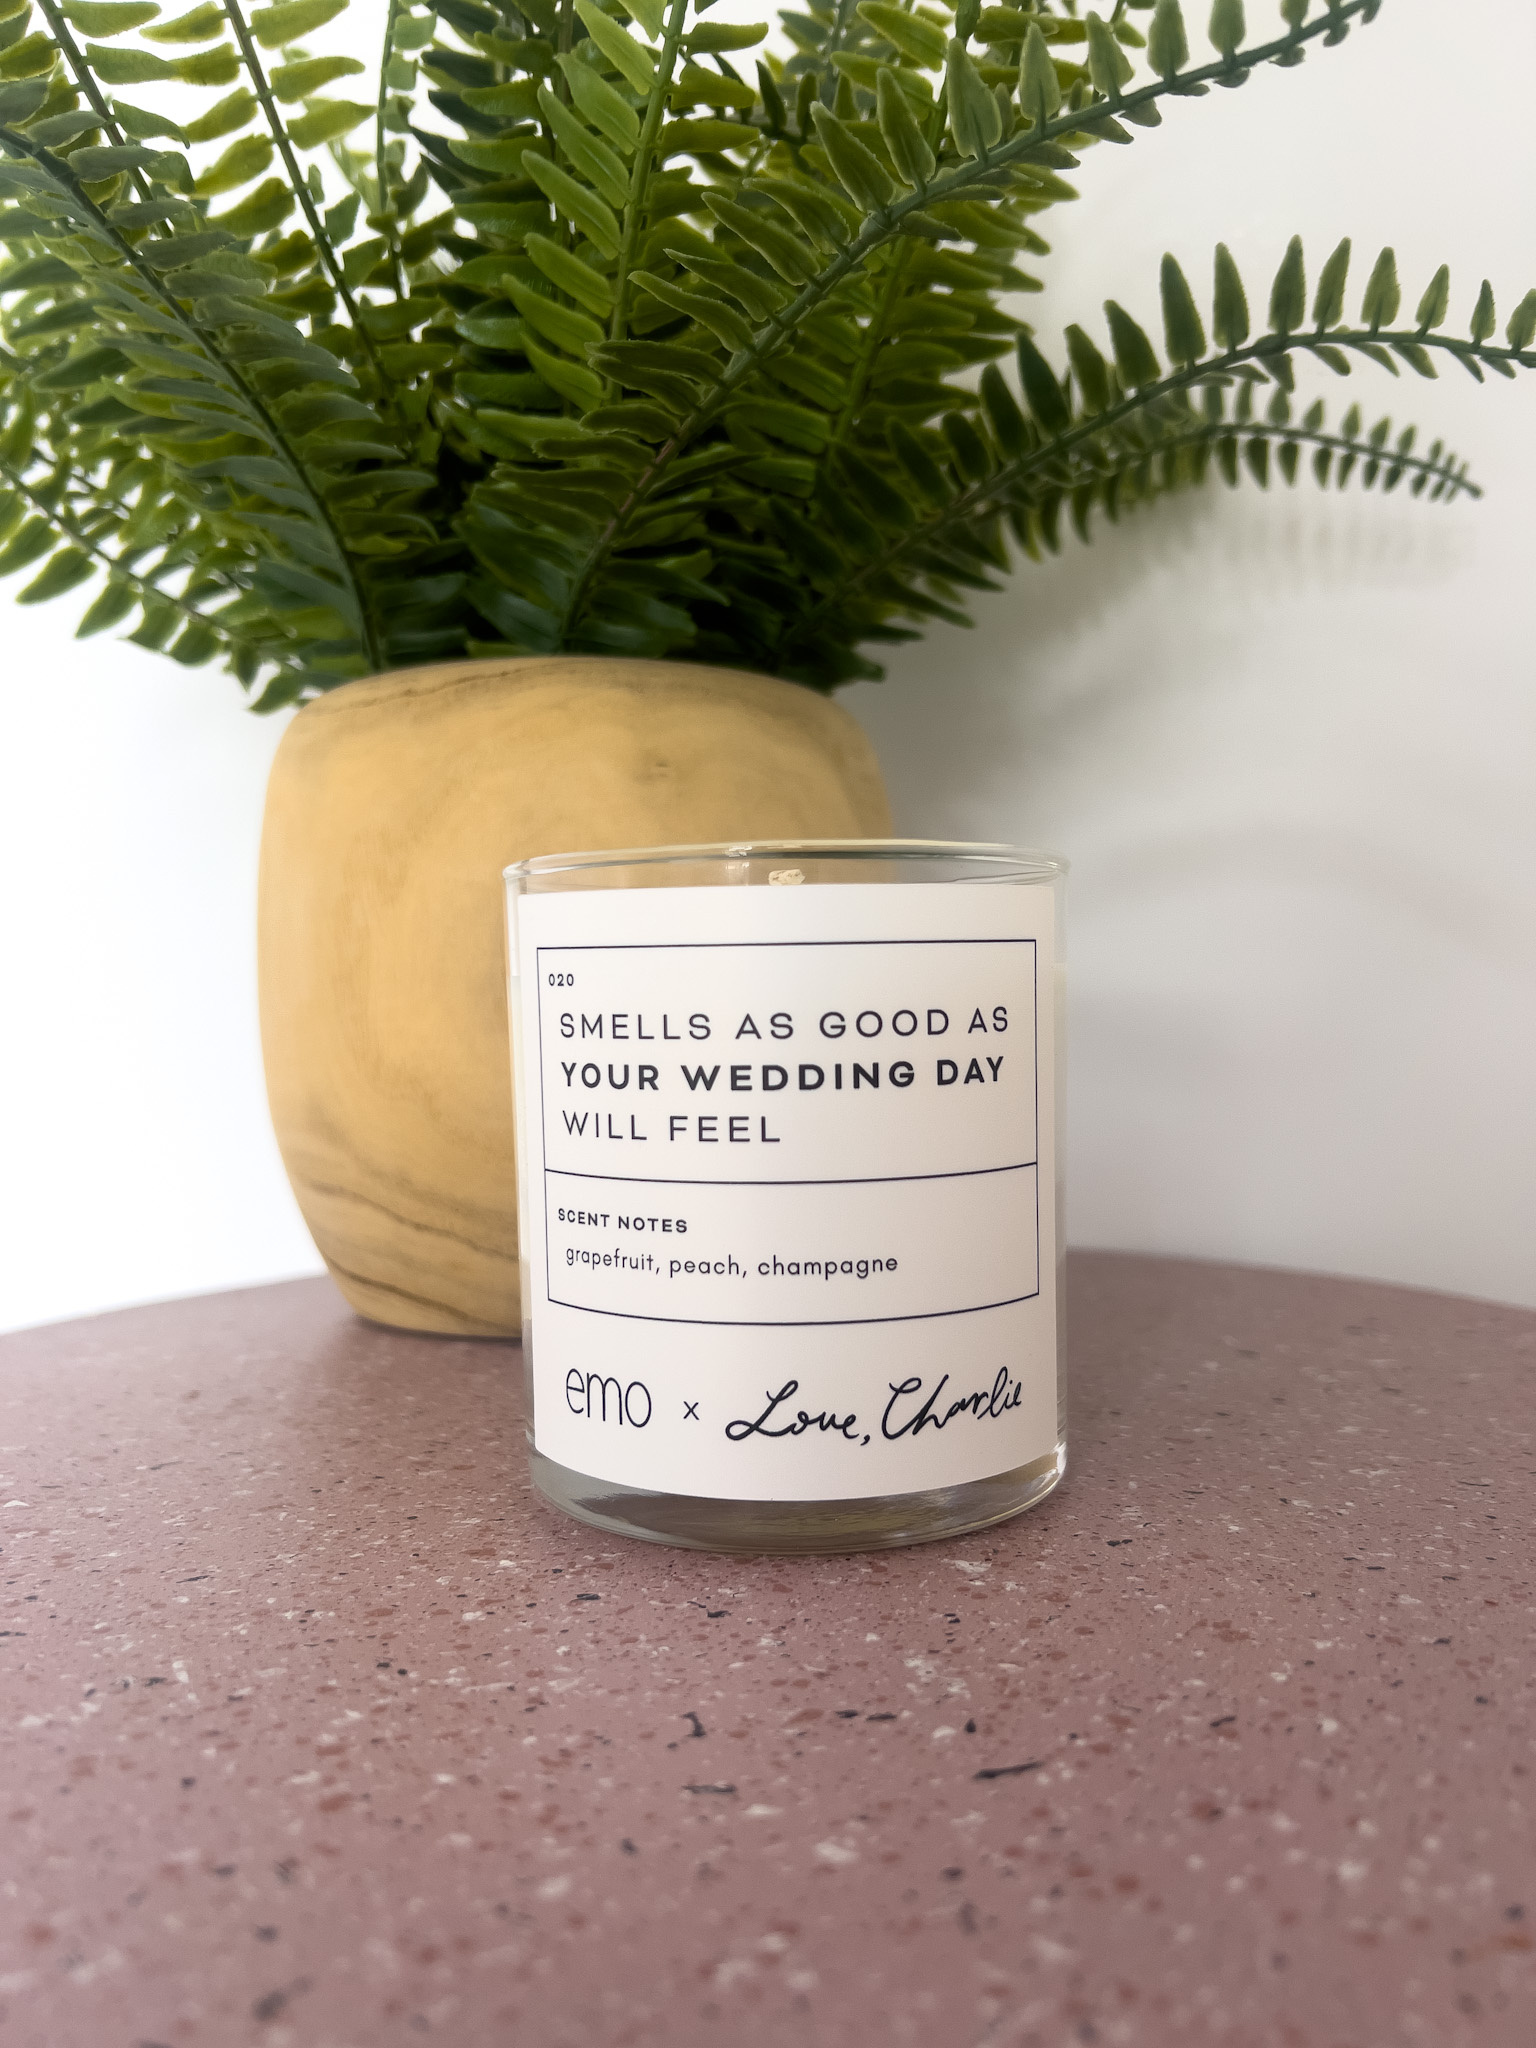 020
SMELLS AS GOOD AS
YOUR WEDDING DAY
WILL FEEL
SCENT NOTES
grapefruit, peach, champagne
emo x Love, Charlie